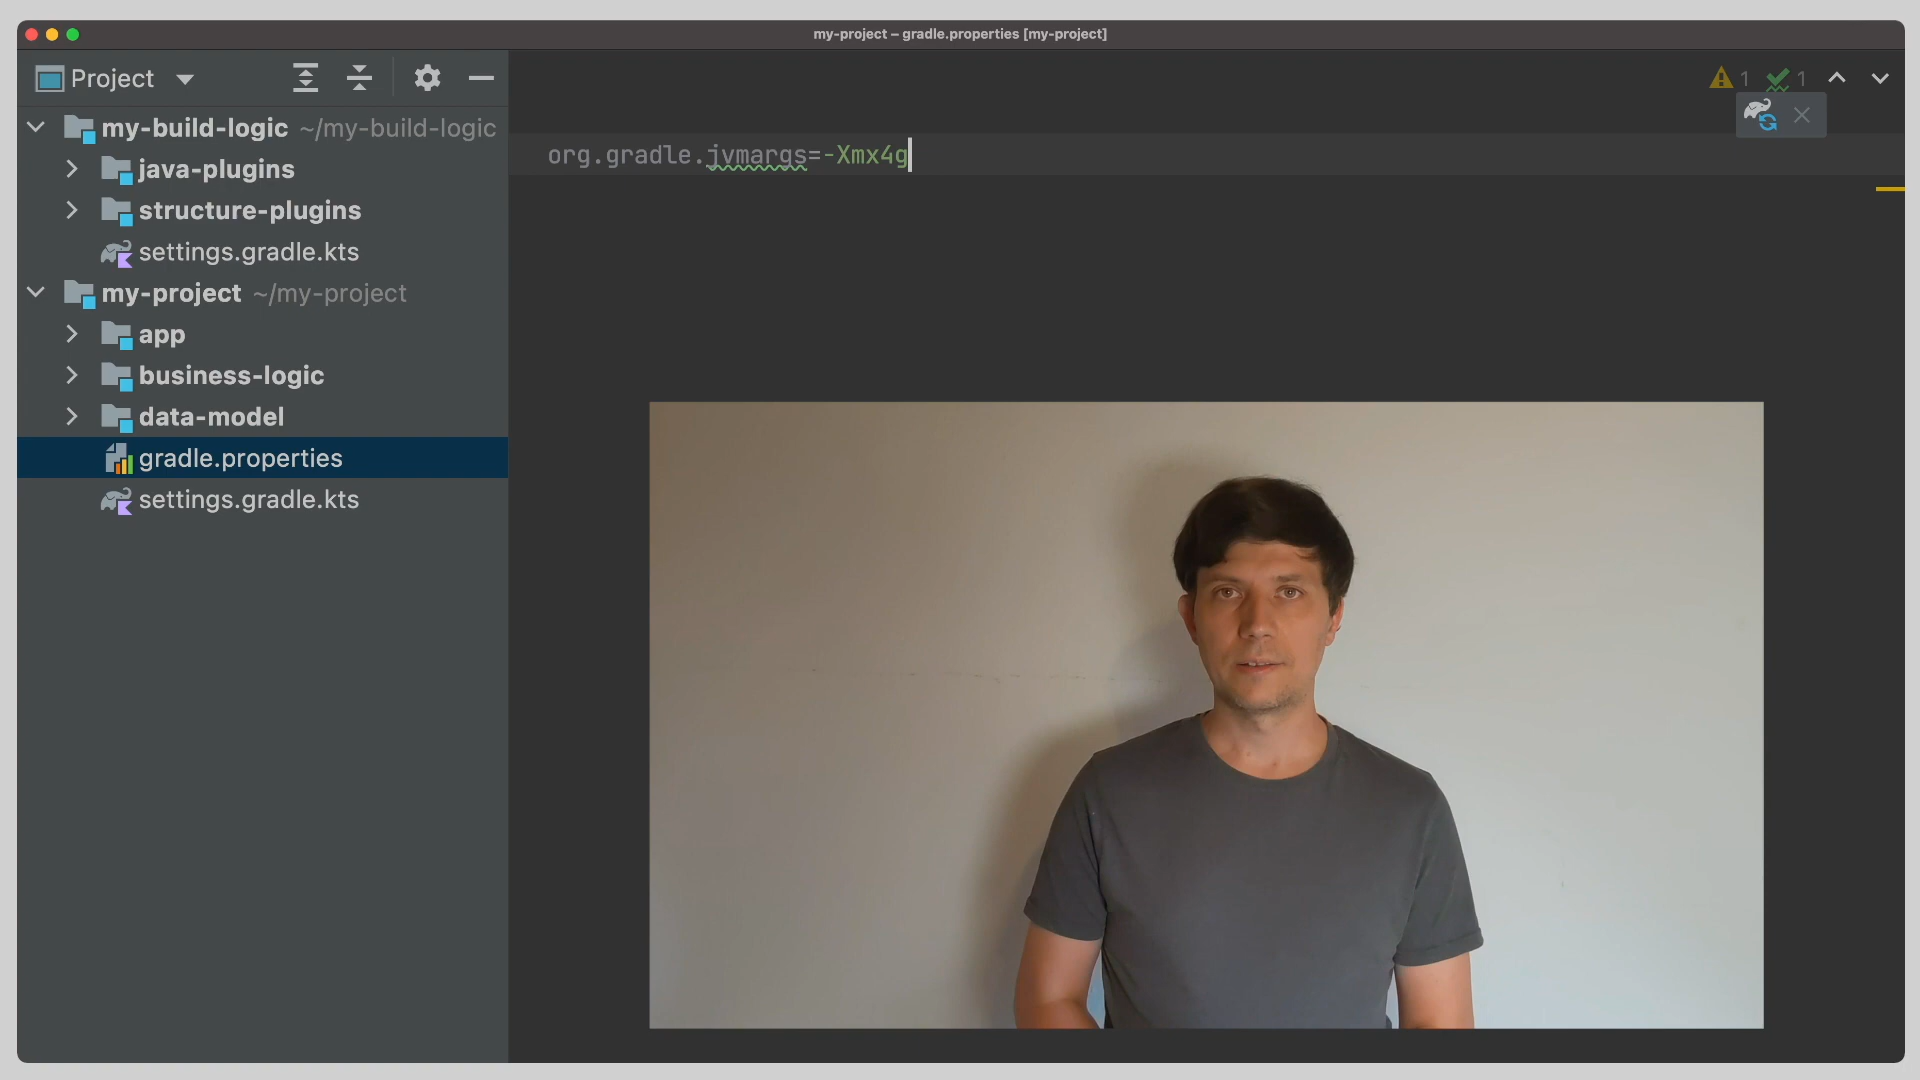 my-project – gradle.properties [my-project]
Project
1 1
my-build-logic ~/my-build-logic
java-plugins
structure-plugins
settings.gradle.kts
my-project ~/my-project
app
business-logic
data-model
gradle.properties
settings.gradle.kts
org.gradle.jvmargs=-Xmx4g